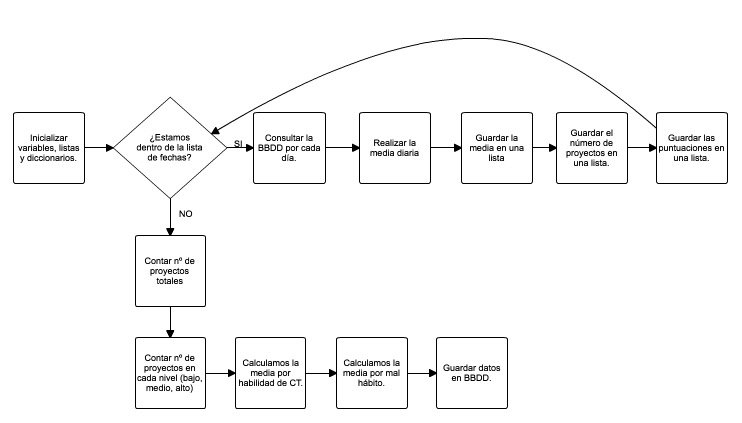 Inicializar
variables, listas
y diccionarios.
¿Estamos
dentro de la lista
de fechas?
SI
Consultar la
BBDD por cada
día.
Realizar la
media diaria
Guardar la
media en una
lista
Guardar el
número de
proyectos en
una lista.
Guardar las
puntuaciones en
una lista.
NO
Contar nº de
proyectos
totales
Contar nº de
proyectos en
cada nivel (bajo,
medio, alto)
Calculamos la
media por
habilidad de CT.
Calculamos la
media por mal
hábito.
Guardar datos
en BBDD.